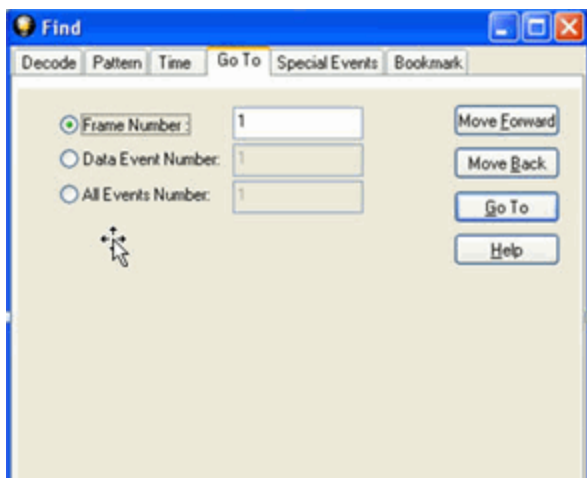 Find
Decode Pattern Time Go To Special Events Bookmark
Frame Number : 1 Move Forward
Data Event Number: 1 Move Back
All Events Number: 1 Go To
Help